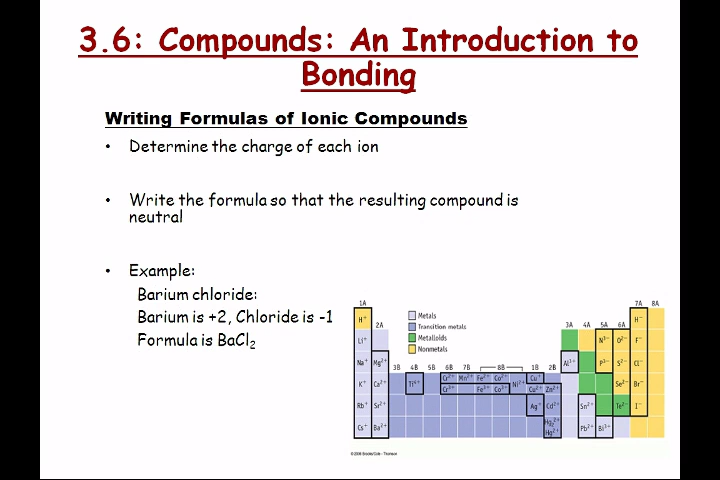 3.6: Compounds: An Introduction to
Bonding
Writing Formulas of Ionic Compounds
• Determine the charge of each ion
• Write the formula so that the resulting compound is
neutral
• Example:
Barium chloride:
Barium is +2, Chloride is -1
Formula is BaCl₂
1A 7A 8A
H⁺ Metals H⁻
2A Transition metals 3A 4A 5A 6A
Li⁺ Metalloids N³⁻ O²⁻ F⁻
Nonmetals
Na⁺ Mg²⁺ 3B 4B 5B 6B 7B 8B 1B 2B Al³⁺ P³⁻ S²⁻ Cl⁻
K⁺ Ca²⁺ Ti⁴⁺ Cr²⁺ Mn²⁺ Fe²⁺ Co²⁺ Ni²⁺ Cu⁺ Zn²⁺ Se²⁻ Br⁻
Cr³⁺ Fe³⁺ Co³⁺ Cu²⁺
Rb⁺ Sr²⁺ Ag⁺ Cd²⁺ Sn²⁺ Te²⁻ I⁻
Cs⁺ Ba²⁺ Hg₂²⁺ Pb²⁺ Bi³⁺
Hg²⁺
©2006 Brooks/Cole - Thomson